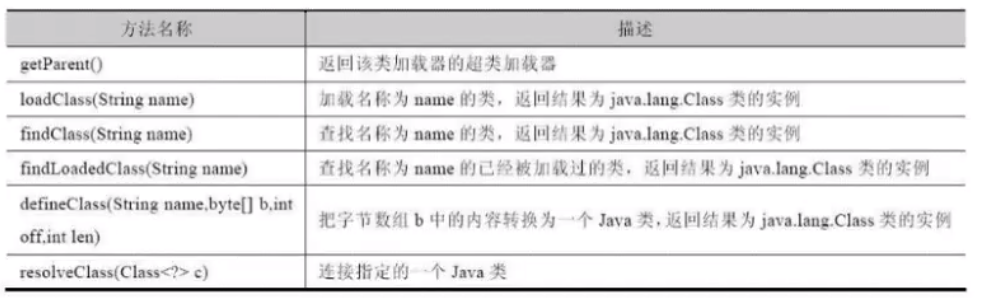 方法名称 描述
getParent() 返回该类加载器的超类加载器
loadClass(String name) 加载名称为 name 的类，返回结果为 java.lang.Class 类的实例
findClass(String name) 查找名称为 name 的类，返回结果为 java.lang.Class 类的实例
findLoadedClass(String name) 查找名称为 name 的已经被加载过的类，返回结果为 java.lang.Class 类的实例
defineClass(String name,byte[] b,int
off,int len)
把字节数组 b 中的内容转换为一个 Java 类，返回结果为 java.lang.Class 类的实例
resolveClass(Class<?> c) 连接指定的一个 Java 类